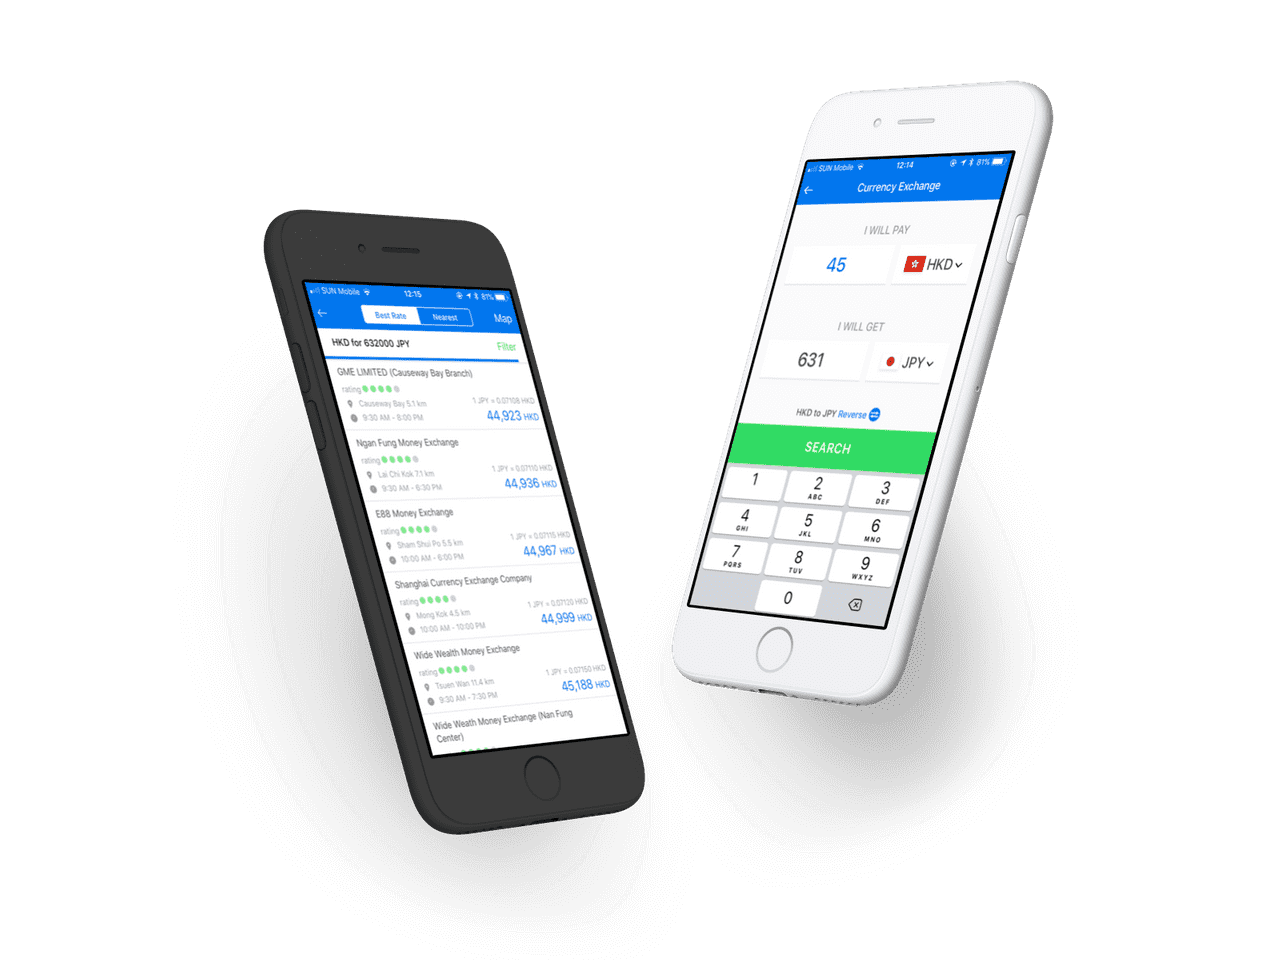 SUN Mobile 12:15 81%
Best Rate Nearest Map
HKD for 632000 JPY Filter
GME LIMITED (Causeway Bay Branch)
rating
Causeway Bay 5.1 km 1 JPY = 0.07108 HKD
9:30 AM - 8:00 PM 44,923 HKD
Ngan Fung Money Exchange
rating
Lai Chi Kok 7.1 km 1 JPY = 0.07110 HKD
9:30 AM - 6:30 PM 44,936 HKD
E88 Money Exchange
rating
Sham Shui Po 5.5 km 1 JPY = 0.07115 HKD
10:00 AM - 6:00 PM 44,967 HKD
Shanghai Currency Exchange Company
rating
Mong Kok 4.5 km 1 JPY = 0.07120 HKD
10:00 AM - 10:00 PM 44,999 HKD
Wide Wealth Money Exchange
rating
Tsuen Wan 11.4 km 1 JPY = 0.07150 HKD
9:30 AM - 7:30 PM 45,188 HKD
Wide Weath Money Exchange (Nan Fung
Center)
SUN Mobile 12:14 81%
Currency Exchange
I WILL PAY
45 HKD
I WILL GET
631 JPY
HKD to JPY Reverse
SEARCH
1 2 3
ABC DEF
4 5 6
GHI JKL MNO
7 8 9
PQRS TUV WXYZ
0